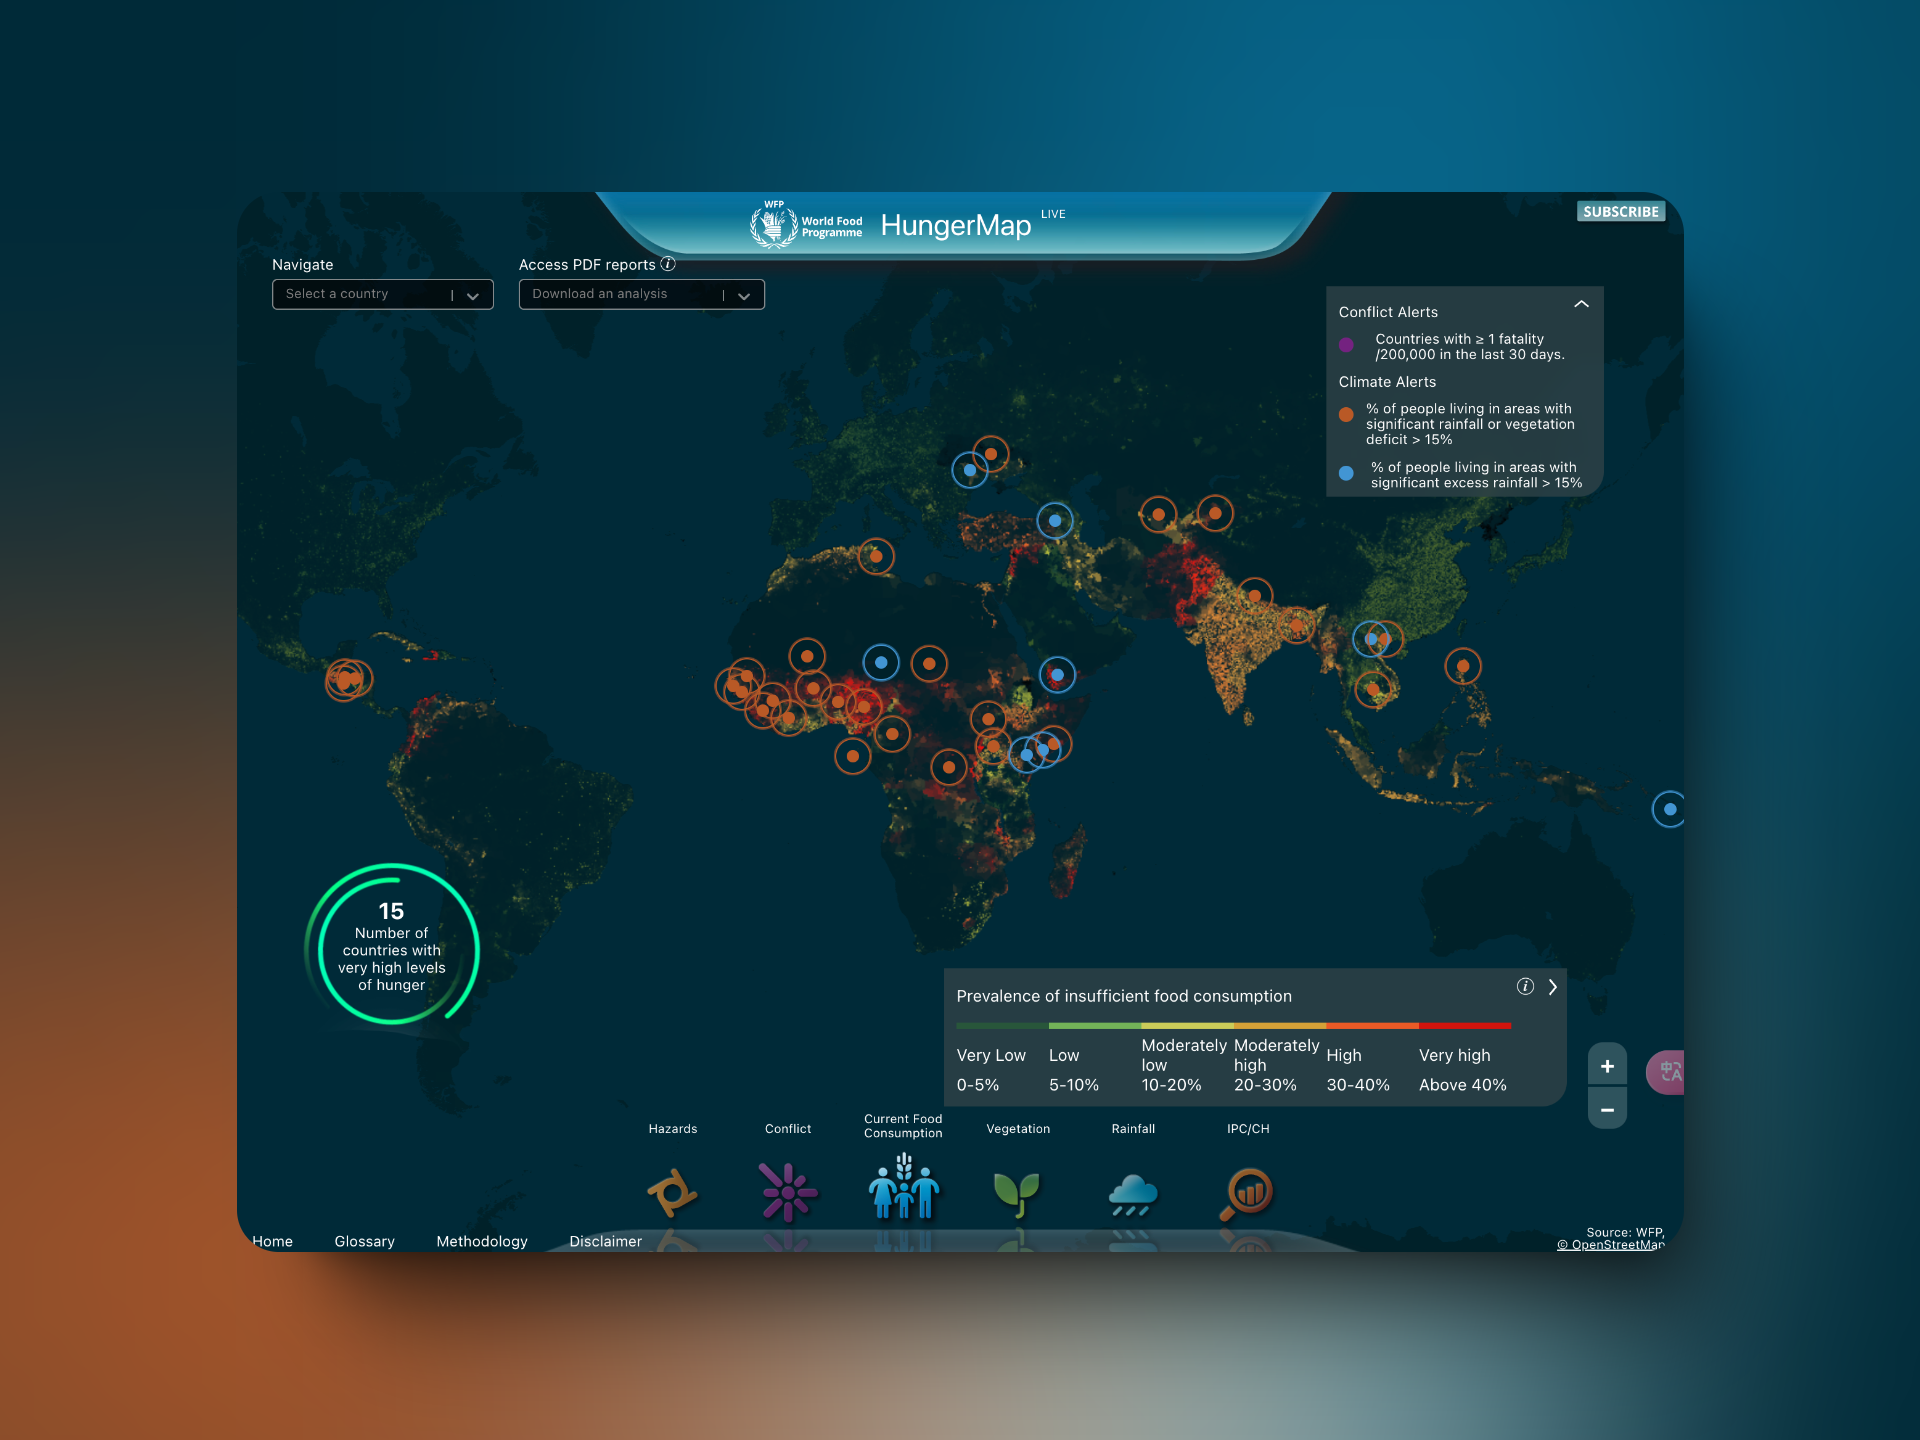 WFP
World Food
Programme
HungerMap
LIVE
SUBSCRIBE
Navigate
Select a country
Access PDF reports
Download an analysis
Conflict Alerts
Countries with ≥ 1 fatality
/200,000 in the last 30 days.
Climate Alerts
% of people living in areas with
significant rainfall or vegetation
deficit > 15%
% of people living in areas with
significant excess rainfall > 15%
15
Number of
countries with
very high levels
of hunger
Prevalence of insufficient food consumption
Very Low
0-5%
Low
5-10%
Moderately
low
10-20%
Moderately
high
20-30%
High
30-40%
Very high
Above 40%
+
−
中
A
Hazards
Conflict
Current Food
Consumption
Vegetation
Rainfall
IPC/CH
Home
Glossary
Methodology
Disclaimer
Source: WFP,
© OpenStreetMap